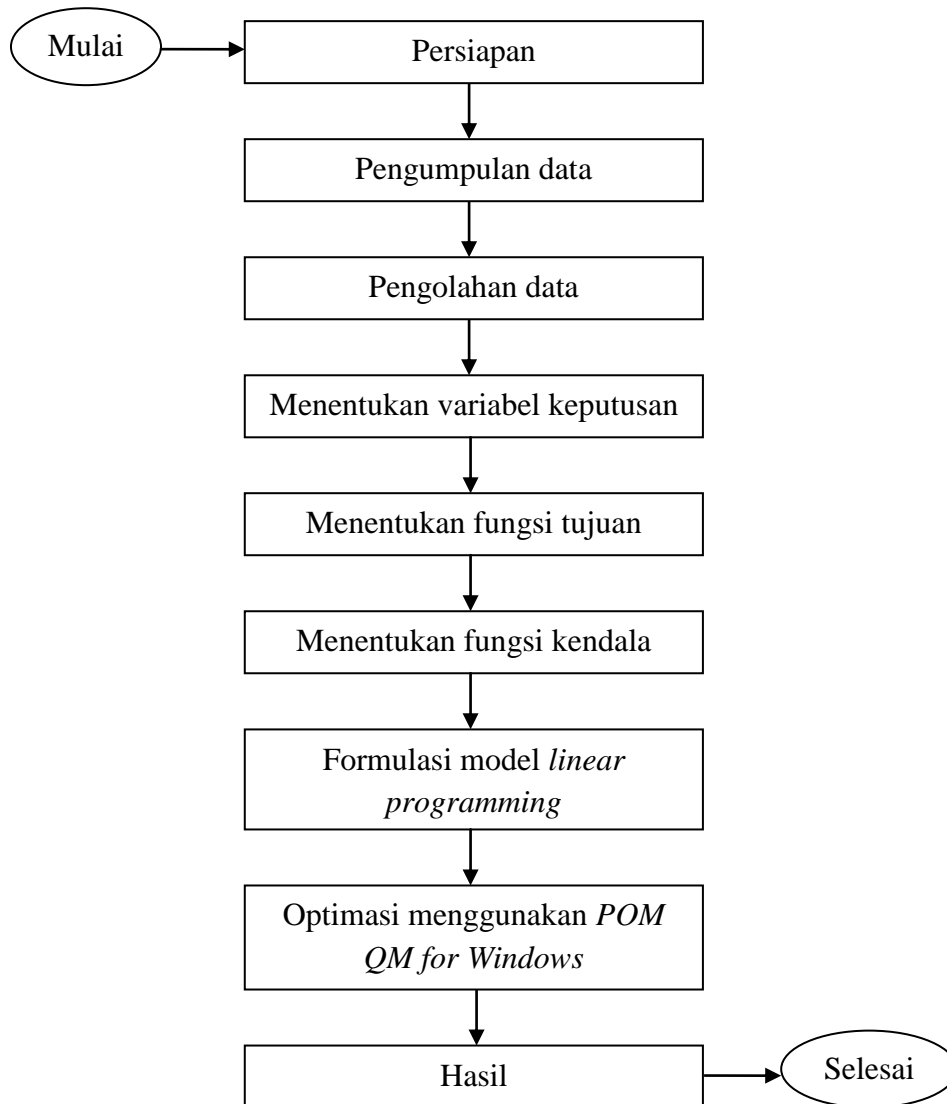 Mulai
Persiapan
Pengumpulan data
Pengolahan data
Menentukan variabel keputusan
Menentukan fungsi tujuan
Menentukan fungsi kendala
Formulasi model linear
programming
Optimasi menggunakan POM
QM for Windows
Hasil
Selesai